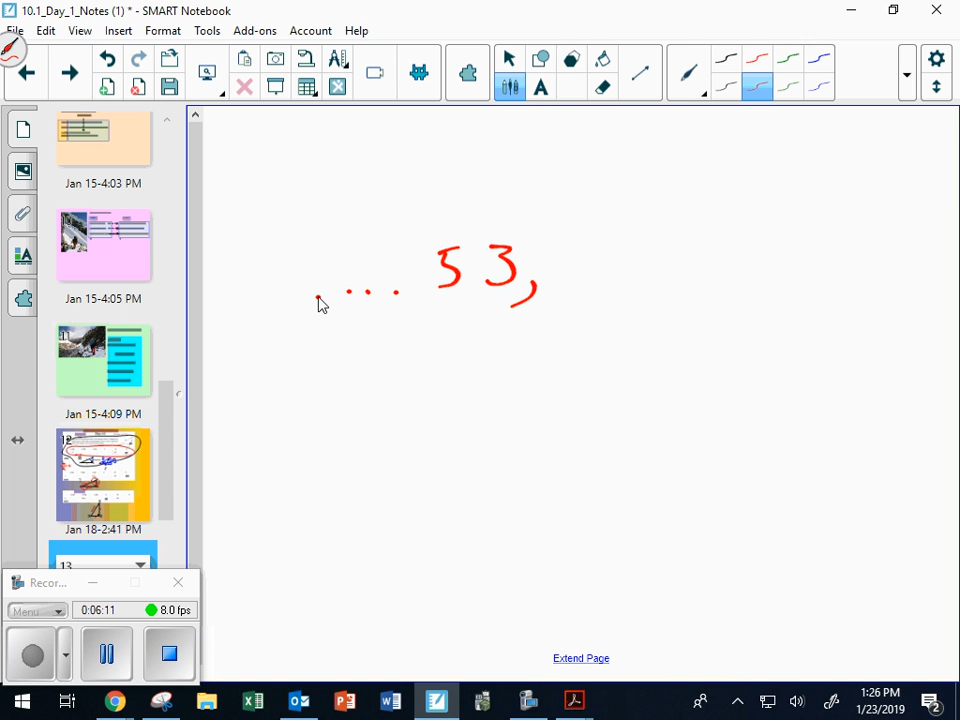 10.1_Day_1_Notes (1) * - SMART Notebook
File Edit View Insert Format Tools Add-ons Account Help
Jan 15-4:03 PM
Jan 15-4:05 PM
11
Jan 15-4:09 PM
12
Jan 18-2:41 PM
13
.... 53,
Recor...
Menu
0:06:11
8.0 fps
Extend Page
1:26 PM
1/23/2019
2